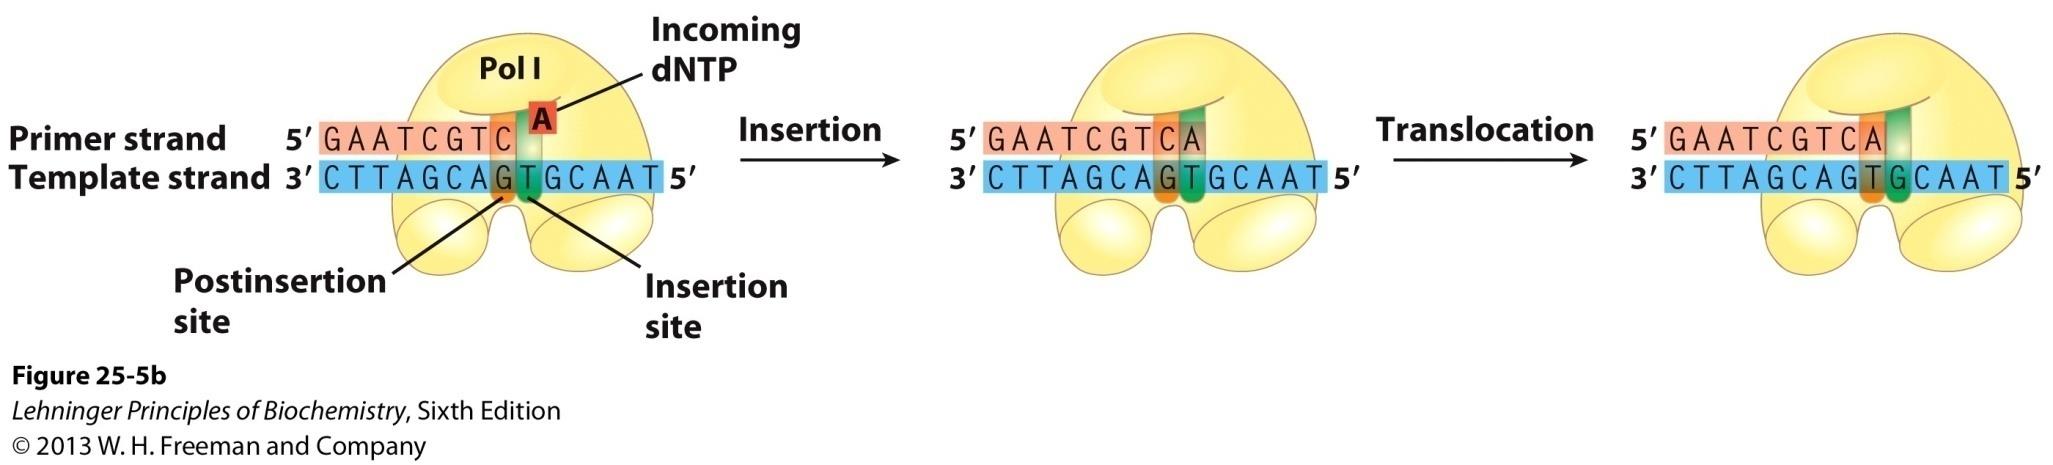 Incoming
dNTP
Pol I
A
Primer strand 5′ GAATCGTC
Template strand 3′ CTTAGCAGTGCAAT 5′
Postinsertion
site
Insertion
site
Insertion
5′ GAATCGTCA
3′ CTTAGCAGTGCAAT 5′
Translocation
5′ GAATCGTCA
3′ CTTAGCAGTGCAAT 5′
Figure 25-5b
Lehninger Principles of Biochemistry, Sixth Edition
© 2013 W. H. Freeman and Company